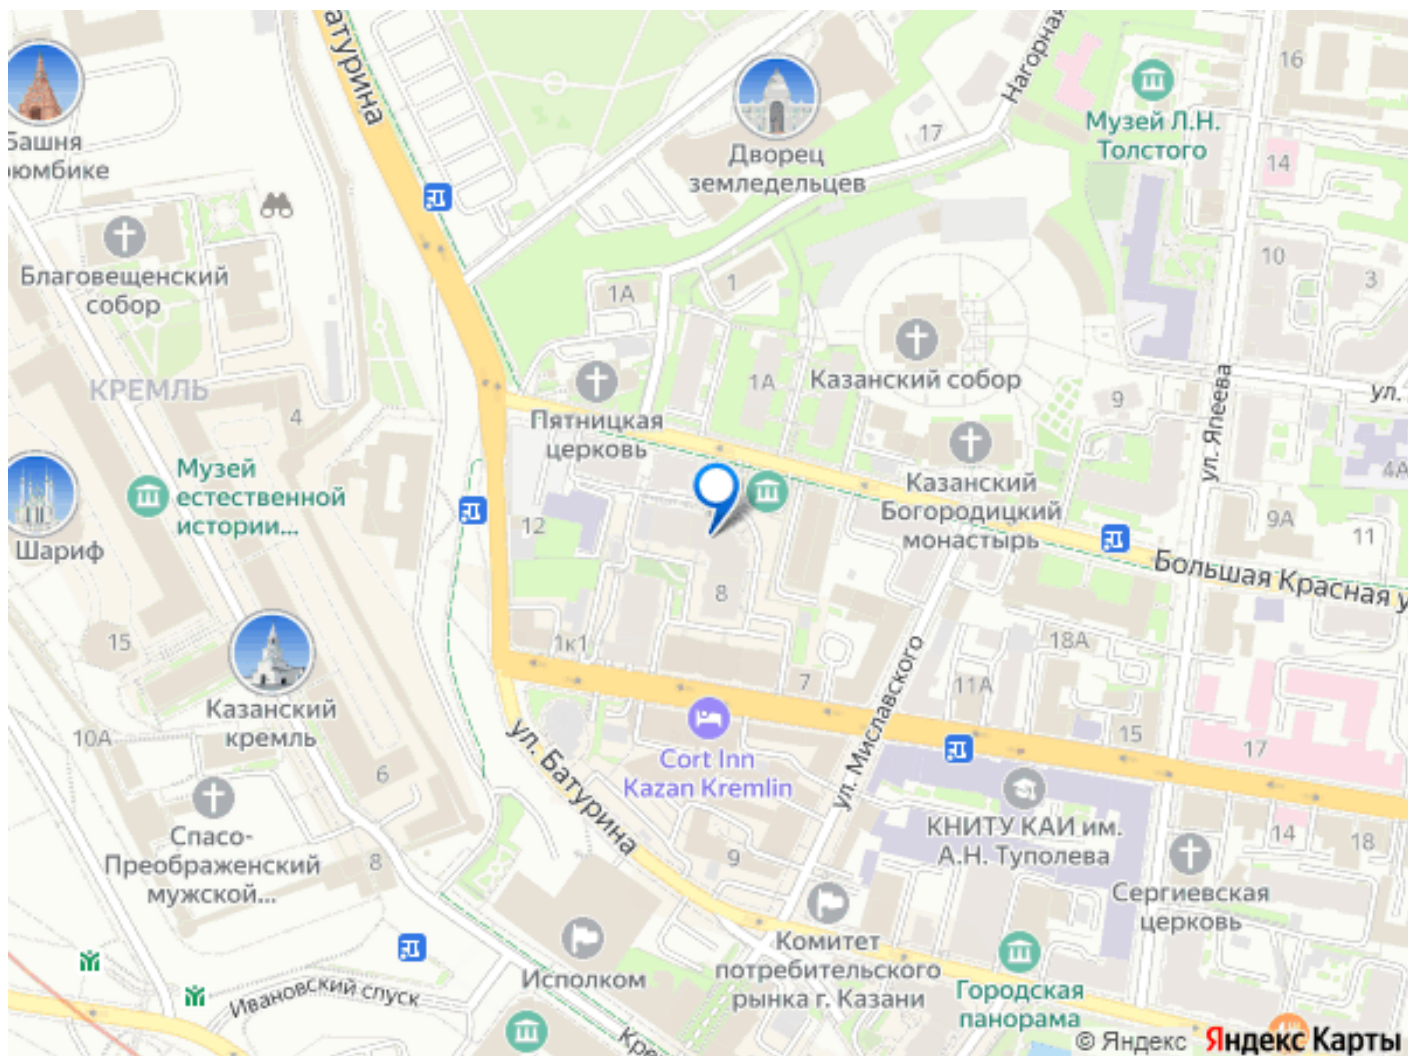 атурина
Нагорная
16
Музей Л.Н.
Толстого
17
14
Башня
юмбике
Дворец
земледельцев
Благовещенский
собор
1А
1
10
3
КРЕМЛЬ
4
Пятницкая
церковь
1А
Казанский собор
9
ул. Япеева
ул.
4А
Музей
естественной
истории...
Казанский
Богородицкий
монастырь
9А
11
Шариф
12
8
Большая Красная у
15
1к1
7
18А
11А
ул. Миславского
Казанский
кремль
10А
6
15
17
Cort Inn
Kazan Kremlin
ул. Батурина
КНИТУ КАИ им.
А.Н. Туполева
14
18
Спасо-
Преображенский
мужской...
8
9
Сергиевская
церковь
Исполком
Комитет
потребительского
рынка г. Казани
Городская
панорама
Ивановский спуск
Кре
© Яндекс Яндекс Карты